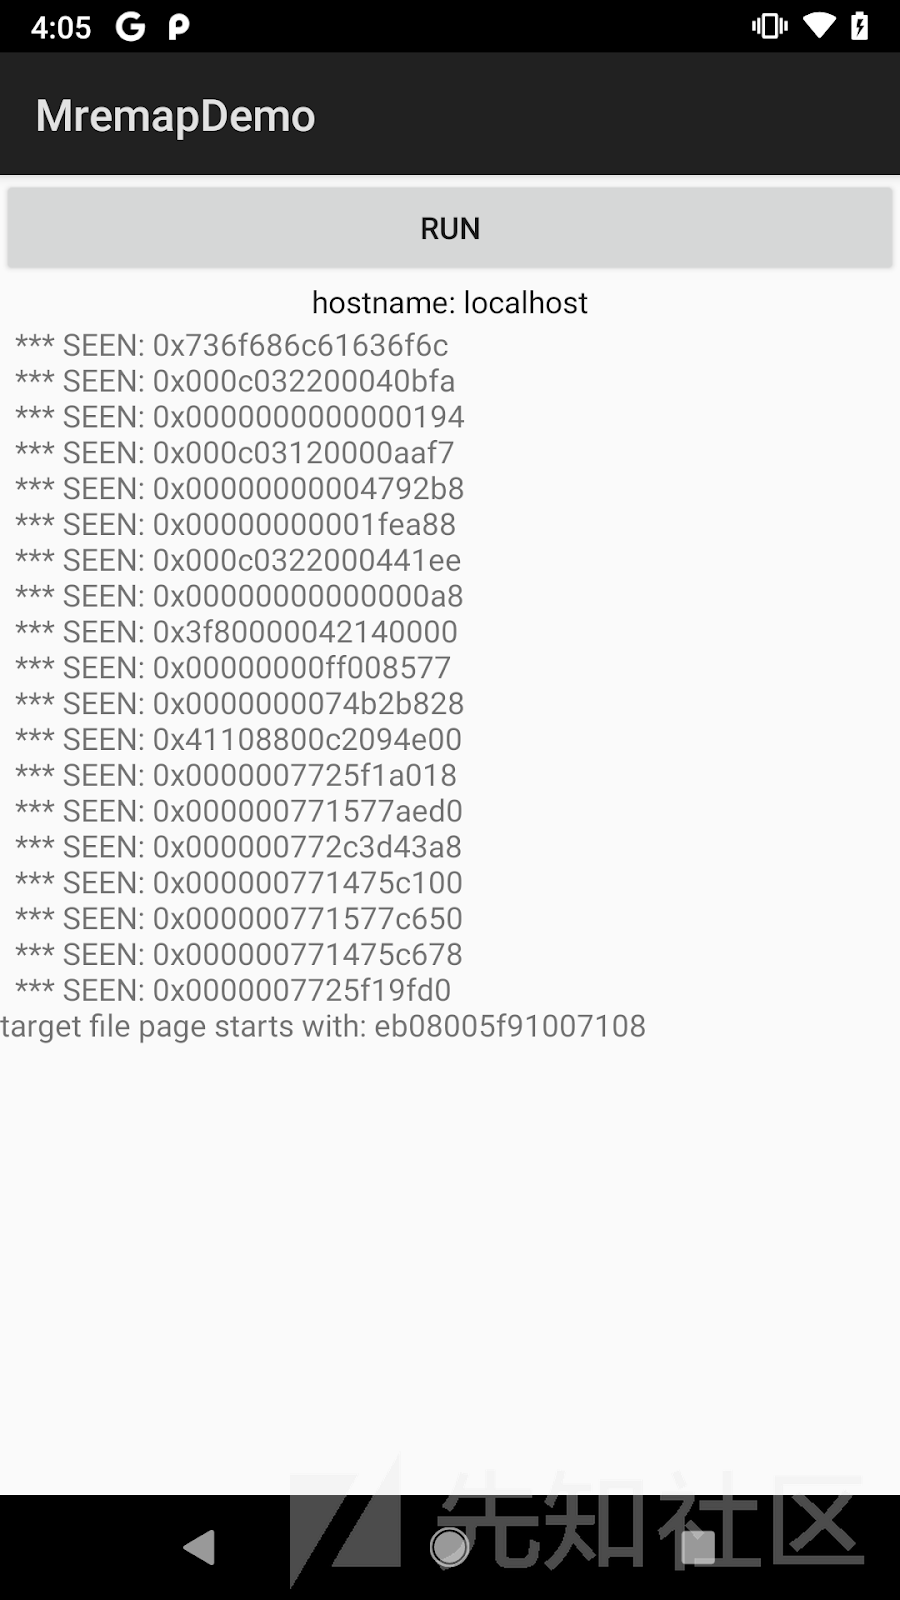 4:05
MremapDemo
RUN
hostname: localhost
*** SEEN: 0x736f686c61636f6c
*** SEEN: 0x000c032200040bfa
*** SEEN: 0x0000000000000194
*** SEEN: 0x000c03120000aaf7
*** SEEN: 0x00000000004792b8
*** SEEN: 0x00000000001fea88
*** SEEN: 0x000c0322000441ee
*** SEEN: 0x00000000000000a8
*** SEEN: 0x3f80000042140000
*** SEEN: 0x00000000ff008577
*** SEEN: 0x0000000074b2b828
*** SEEN: 0x41108800c2094e00
*** SEEN: 0x0000007725f1a018
*** SEEN: 0x000000771577aed0
*** SEEN: 0x000000772c3d43a8
*** SEEN: 0x000000771475c100
*** SEEN: 0x000000771577c650
*** SEEN: 0x000000771475c678
*** SEEN: 0x0000007725f19fd0
target file page starts with: eb08005f91007108
先知社区